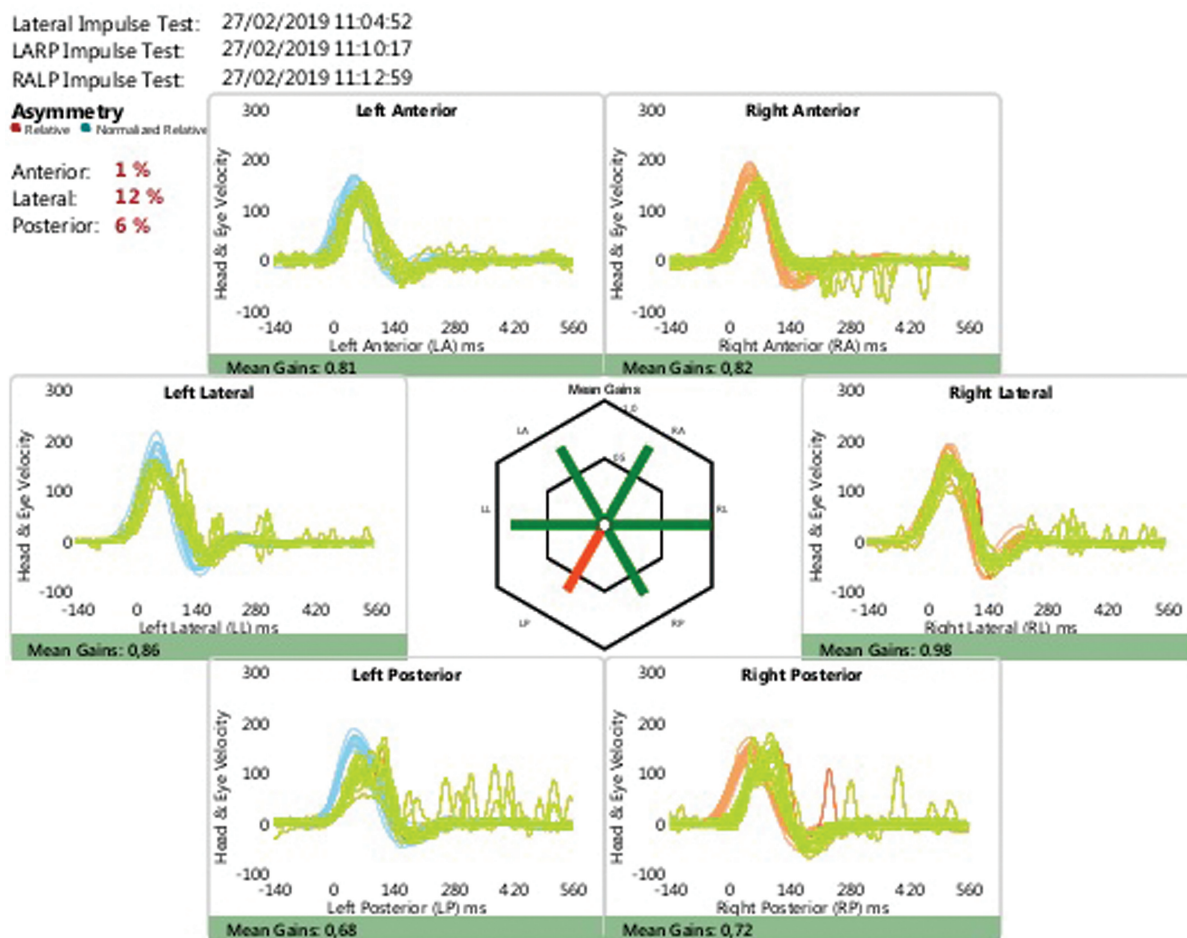 Lateral Impulse Test: 27/02/2019 11:04:52
LARP Impulse Test: 27/02/2019 11:10:17
RALP Impulse Test: 27/02/2019 11:12:59
Asymmetry
Relative Normalized Relative
Anterior: 1 %
Lateral: 12 %
Posterior: 6 %
Left Anterior
Head & Eye Velocity
300
200
100
0
-100
-140 0 140 280 420 560
Left Anterior (LA) ms
Mean Gains: 0.81
Right Anterior
Head & Eye Velocity
300
200
100
0
-100
-140 0 140 280 420 560
Right Anterior (RA) ms
Mean Gains: 0,82
Left Lateral
Head & Eye Velocity
300
200
100
0
-100
-140 0 140 280 420 560
Left Lateral (LL) ms
Mean Gains: 0,86
Mean Gains
1,0
0.5
LA
RA
LL
RL
LP
RP
Right Lateral
Head & Eye Velocity
300
200
100
0
-100
-140 0 140 280 420 560
Right Lateral (RL) ms
Mean Gains: 0.98
Left Posterior
Head & Eye Velocity
300
200
100
0
-100
-140 0 140 280 420 560
Left Posterior (LP) ms
Mean Gains: 0,68
Right Posterior
Head & Eye Velocity
300
200
100
0
-100
-140 0 140 280 420 560
Right Posterior (RP) ms
Mean Gains: 0,72